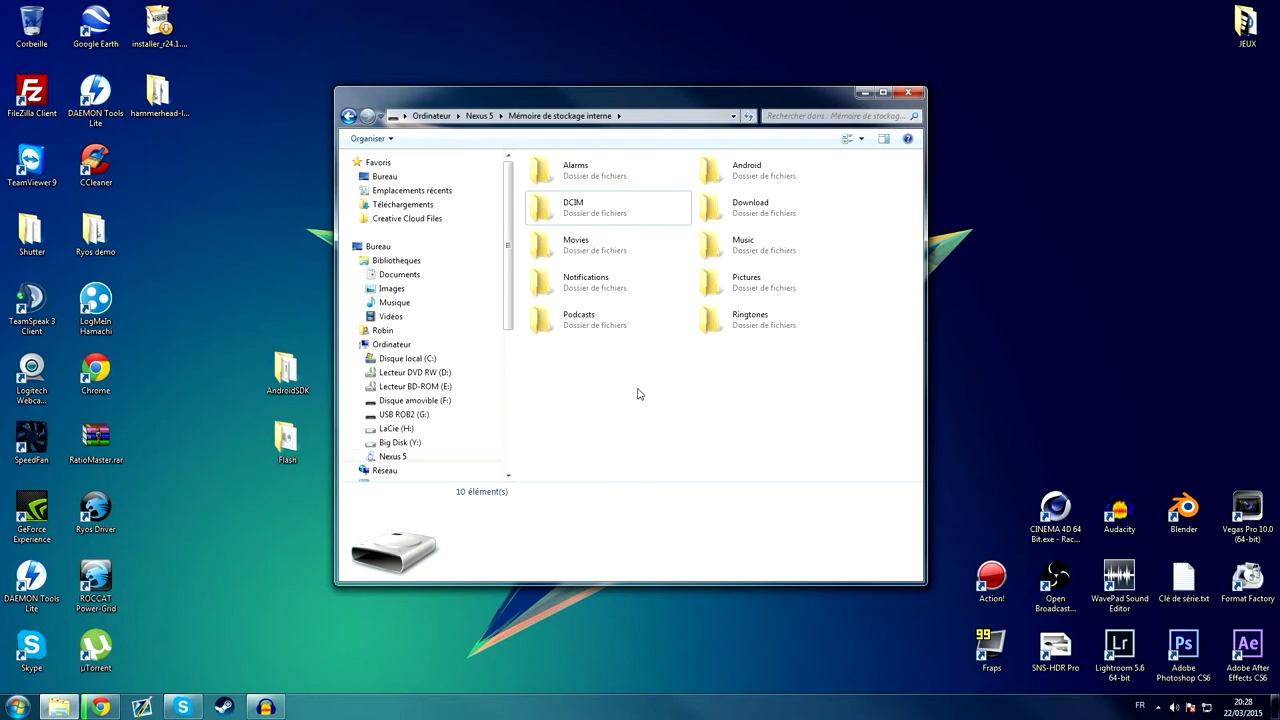 Corbeille
Google Earth
installer_r24.1....
JEUX
FileZilla Client
DAEMON Tools
Lite
hammerhead-l...
TeamViewer 9
CCleaner
Shutter
Ryos demo
TeamSpeak 3
Client
LogMeIn
Hamachi
Logitech
Webca...
Chrome
AndroidSDK
SpeedFan
RatioMaster.rar
Flash
GeForce
Experience
Ryos Driver
DAEMON Tools
Lite
ROCCAT
Power-Grid
Skype
µTorrent
Ordinateur
Nexus 5
Mémoire de stockage interne
Rechercher dans : Mémoire de stockag...
Organiser
Favoris
Bureau
Emplacements récents
Téléchargements
Creative Cloud Files
Bureau
Bibliothèques
Documents
Images
Musique
Vidéos
Robin
Ordinateur
Disque local (C:)
Lecteur DVD RW (D:)
Lecteur BD-ROM (E:)
Disque amovible (F:)
USB ROB2 (G:)
LaCie (H:)
Big Disk (Y:)
Nexus 5
Réseau
Alarms
Dossier de fichiers
Android
Dossier de fichiers
DCIM
Dossier de fichiers
Download
Dossier de fichiers
Movies
Dossier de fichiers
Music
Dossier de fichiers
Notifications
Dossier de fichiers
Pictures
Dossier de fichiers
Podcasts
Dossier de fichiers
Ringtones
Dossier de fichiers
10 élément(s)
CINEMA 4D 64
Bit.exe - Rac...
Audacity
Blender
Vegas Pro 10.0
(64-bit)
Action!
Open
Broadcast...
WavePad Sound
Editor
Clé de série.txt
Format Factory
99
Fraps
SNS-HDR Pro
Lr
Lightroom 5.6
64-bit
Ps
Adobe
Photoshop CS6
Ae
Adobe After
Effects CS6
FR
20:28
22/03/2015